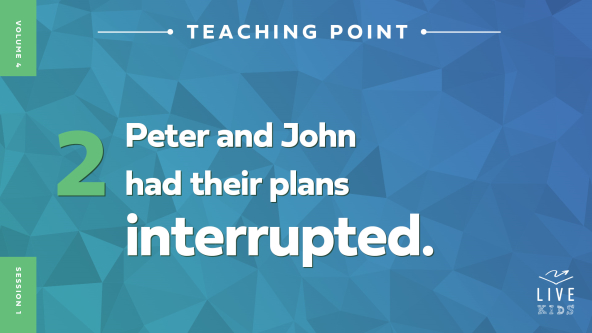 VOLUME 4
TEACHING POINT
2
Peter and John
had their plans
interrupted.
SESSION 1
LIVE
KIDS